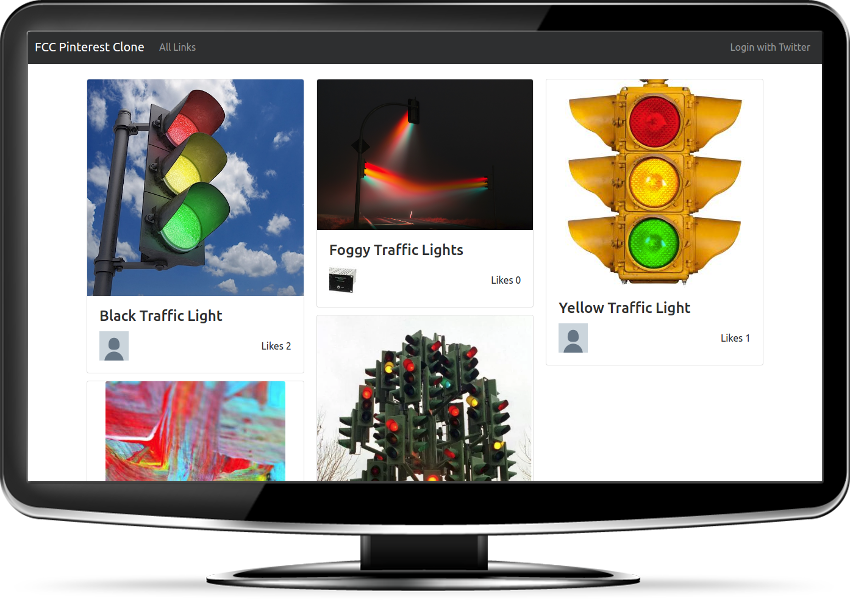 FCC Pinterest Clone All Links Login with Twitter
Black Traffic Light
Likes 2
Foggy Traffic Lights
Likes 0
Yellow Traffic Light
Likes 1